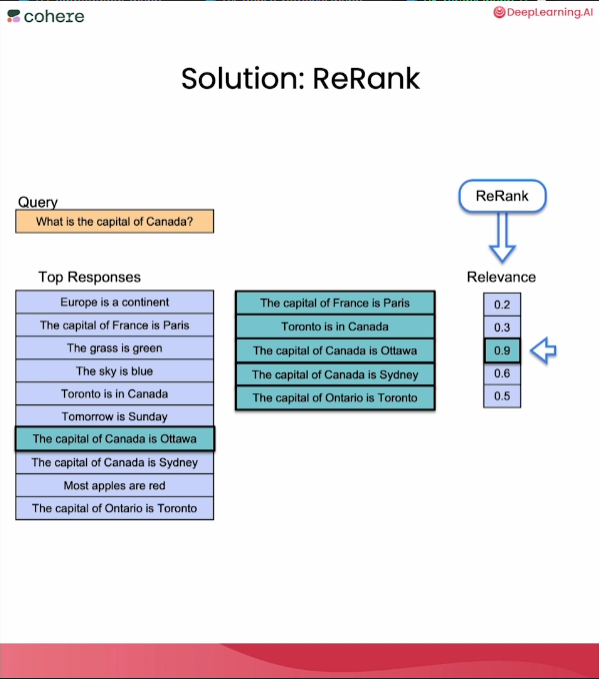 cohere
DeepLearning.AI
Solution: ReRank
Query
What is the capital of Canada?
ReRank
Top Responses
Europe is a continent
The capital of France is Paris
The grass is green
The sky is blue
Toronto is in Canada
Tomorrow is Sunday
The capital of Canada is Ottawa
The capital of Canada is Sydney
Most apples are red
The capital of Ontario is Toronto
The capital of France is Paris
Toronto is in Canada
The capital of Canada is Ottawa
The capital of Canada is Sydney
The capital of Ontario is Toronto
Relevance
0.2
0.3
0.9
0.6
0.5